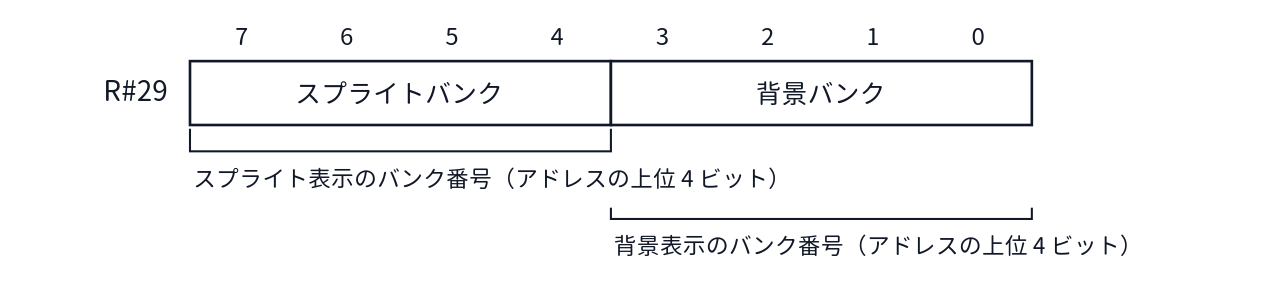 7 6 5 4 3 2 1 0
R#29 スプライトバンク 背景バンク
スプライト表示のバンク番号（アドレスの上位 4 ビット）
背景表示のバンク番号（アドレスの上位 4 ビット）